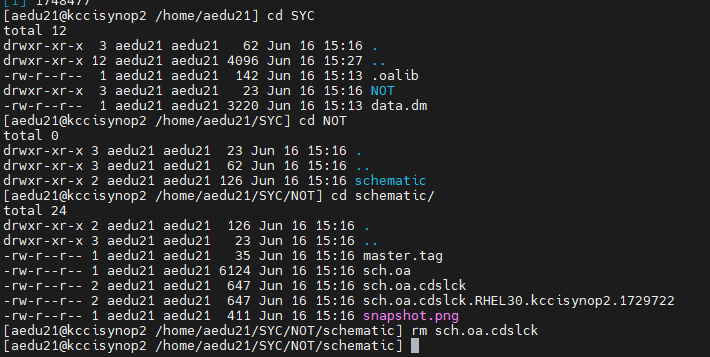 [1] 1748477
[aedu21@kccisynop2 /home/aedu21] cd SYC
total 12
drwxr-xr-x  3 aedu21 aedu21   62 Jun 16 15:16 .
drwxr-xr-x 12 aedu21 aedu21 4096 Jun 16 15:27 ..
-rw-r--r--  1 aedu21 aedu21  142 Jun 16 15:13 .oalib
drwxr-xr-x  3 aedu21 aedu21   23 Jun 16 15:16 NOT
-rw-r--r--  1 aedu21 aedu21 3220 Jun 16 15:13 data.dm
[aedu21@kccisynop2 /home/aedu21/SYC] cd NOT
total 0
drwxr-xr-x 3 aedu21 aedu21  23 Jun 16 15:16 .
drwxr-xr-x 3 aedu21 aedu21  62 Jun 16 15:16 ..
drwxr-xr-x 2 aedu21 aedu21 126 Jun 16 15:16 schematic
[aedu21@kccisynop2 /home/aedu21/SYC/NOT] cd schematic/
total 24
drwxr-xr-x 2 aedu21 aedu21  126 Jun 16 15:16 .
drwxr-xr-x 3 aedu21 aedu21   23 Jun 16 15:16 ..
-rw-r--r-- 1 aedu21 aedu21   35 Jun 16 15:16 master.tag
-rw-r--r-- 1 aedu21 aedu21 6124 Jun 16 15:16 sch.oa
-rw-r--r-- 2 aedu21 aedu21  647 Jun 16 15:16 sch.oa.cdslck
-rw-r--r-- 2 aedu21 aedu21  647 Jun 16 15:16 sch.oa.cdslck.RHEL30.kccisynop2.1729722
-rw-r--r-- 1 aedu21 aedu21  411 Jun 16 15:16 snapshot.png
[aedu21@kccisynop2 /home/aedu21/SYC/NOT/schematic] rm sch.oa.cdslck
[aedu21@kccisynop2 /home/aedu21/SYC/NOT/schematic]